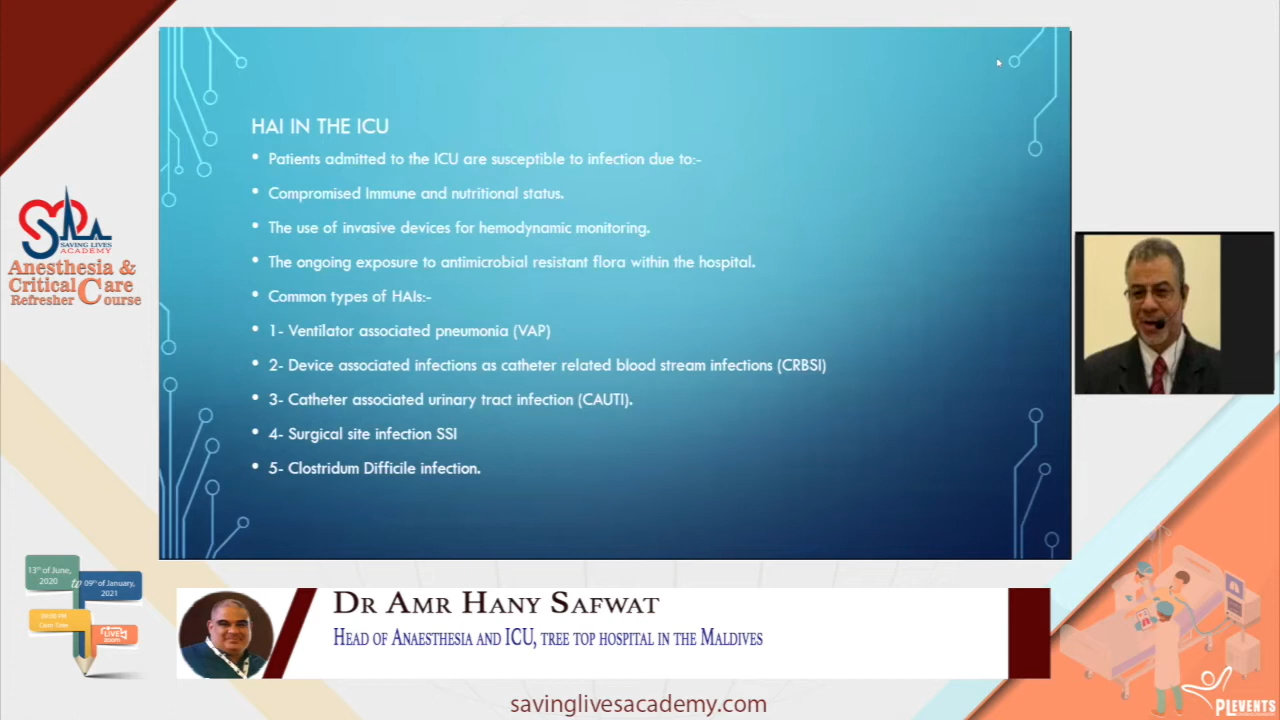 HAI IN THE ICU
• Patients admitted to the ICU are susceptible to infection due to:-
• Compromised Immune and nutritional status.
• The use of invasive devices for hemodynamic monitoring.
• The ongoing exposure to antimicrobial resistant flora within the hospital.
• Common types of HAIs:-
• 1- Ventilator associated pneumonia (VAP)
• 2- Device associated infections as catheter related blood stream infections (CRBSI)
• 3- Catheter associated urinary tract infection (CAUTI).
• 4- Surgical site infection SSI
• 5- Clostridum Difficile infection.
SAVING LIVES
ACADEMY
Anesthesia &
Critical Care
Refresher Course
13th of June,
2020
to
09th of January,
2021
LIVE
zoom
DR AMR HANY SAFWAT
HEAD OF ANAESTHESIA AND ICU, TREE TOP HOSPITAL IN THE MALDIVES
savinglivesacademy.com
PLEVENTS